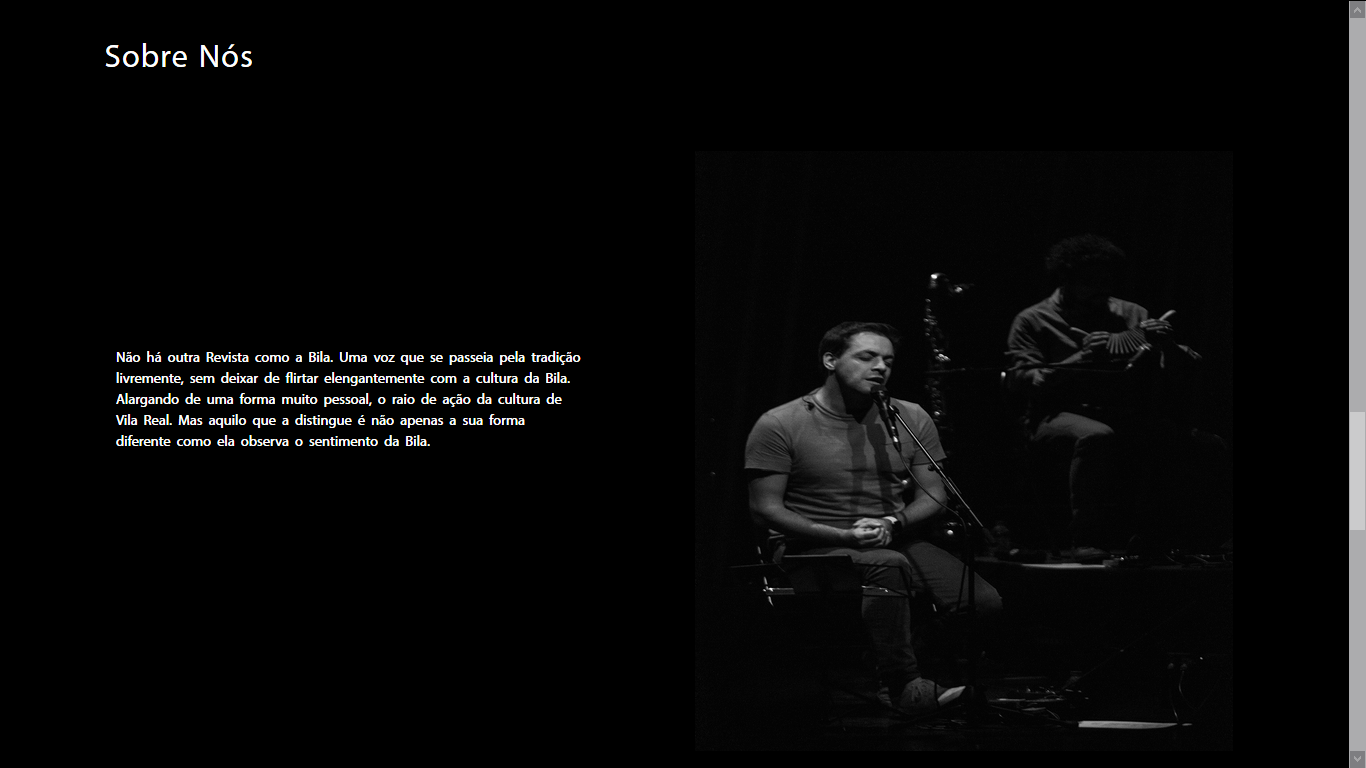 Sobre Nós
Não há outra Revista como a Bila. Uma voz que se passeia pela tradição
livremente, sem deixar de flirtar elengantemente com a cultura da Bila.
Alargando de uma forma muito pessoal, o raio de ação da cultura de
Vila Real. Mas aquilo que a distingue é não apenas a sua forma
diferente como ela observa o sentimento da Bila.